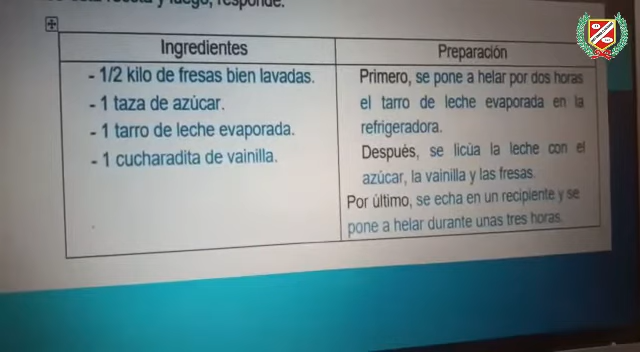 receta y luego, responde.
Ingredientes
- 1/2 kilo de fresas bien lavadas.
- 1 taza de azúcar.
- 1 tarro de leche evaporada.
- 1 cucharadita de vainilla.
Preparación
Primero, se pone a helar por dos horas
el tarro de leche evaporada en la
refrigeradora.
Después, se licúa la leche con el
azúcar, la vainilla y las fresas.
Por último, se echa en un recipiente y se
pone a helar durante unas tres horas.